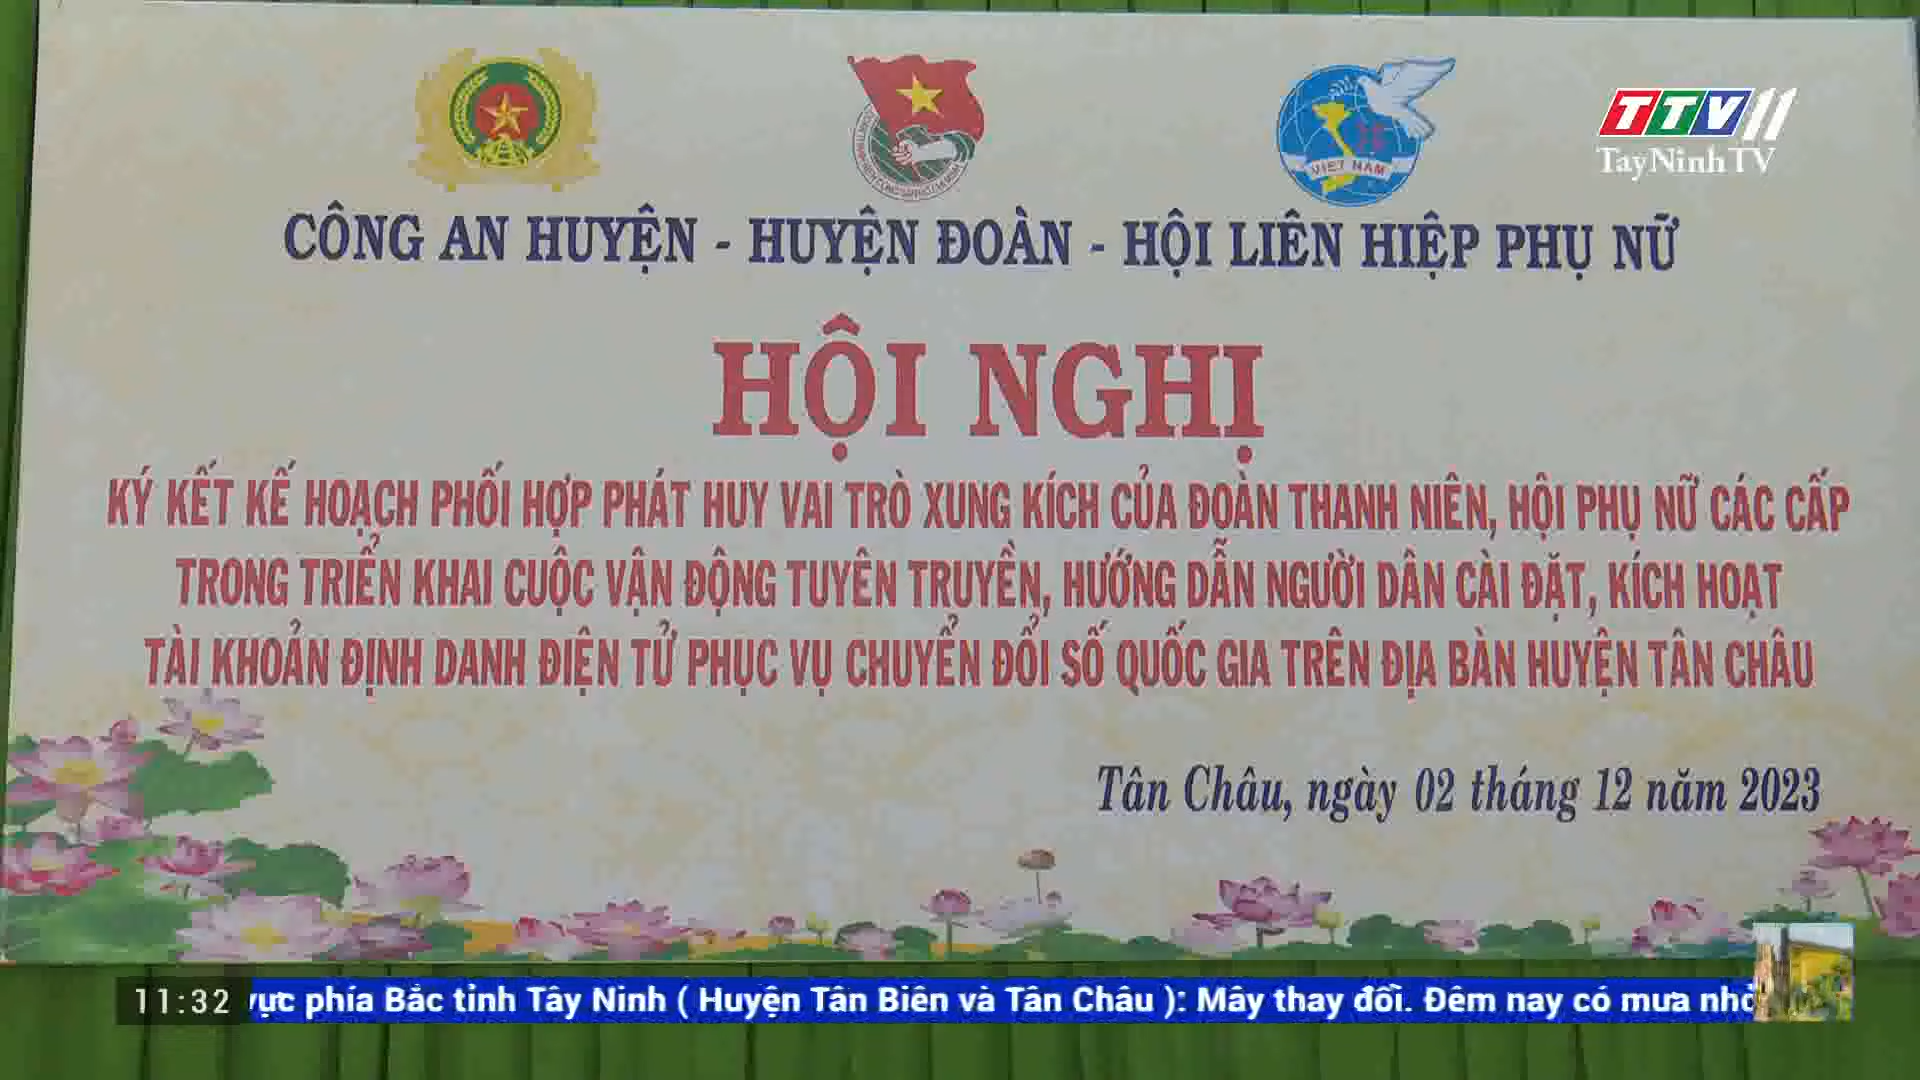 TTV11
TayNinhTV
VIET NAM
CÔNG AN HUYỆN - HUYỆN ĐOÀN - HỘI LIÊN HIỆP PHỤ NỮ
HỘI NGHỊ
KÝ KẾT KẾ HOẠCH PHỐI HỢP PHÁT HUY VAI TRÒ XUNG KÍCH CỦA ĐOÀN THANH NIÊN, HỘI PHỤ NỮ CÁC CẤP
TRONG TRIỂN KHAI CUỘC VẬN ĐỘNG TUYÊN TRUYỀN, HƯỚNG DẪN NGƯỜI DÂN CÀI ĐẶT, KÍCH HOẠT
TÀI KHOẢN ĐỊNH DANH ĐIỆN TỬ PHỤC VỤ CHUYỂN ĐỔI SỐ QUỐC GIA TRÊN ĐỊA BÀN HUYỆN TÂN CHÂU
Tân Châu, ngày 02 tháng 12 năm 2023
11:32 vực phía Bắc tỉnh Tây Ninh ( Huyện Tân Biên và Tân Châu ): Mây thay đổi. Đêm nay có mưa nhỏ